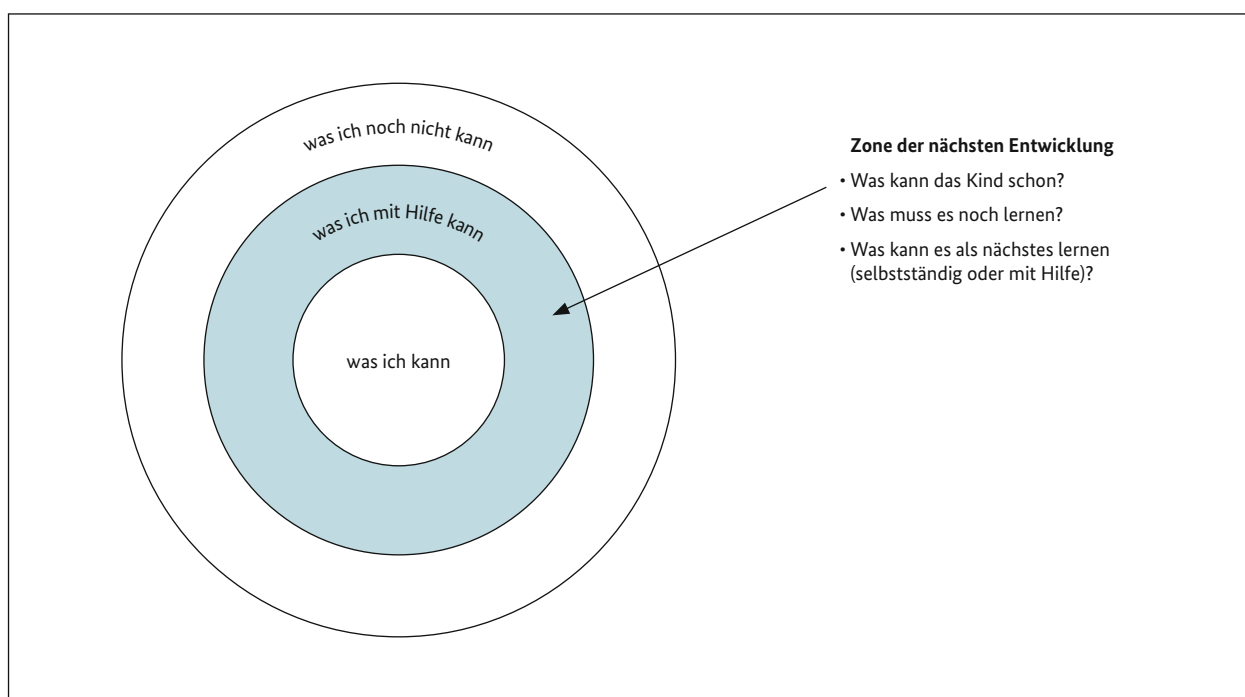 was ich noch nicht kann
was ich mit Hilfe kann
was ich kann
Zone der nächsten Entwicklung
• Was kann das Kind schon?
• Was muss es noch lernen?
• Was kann es als nächstes lernen
(selbstständig oder mit Hilfe)?